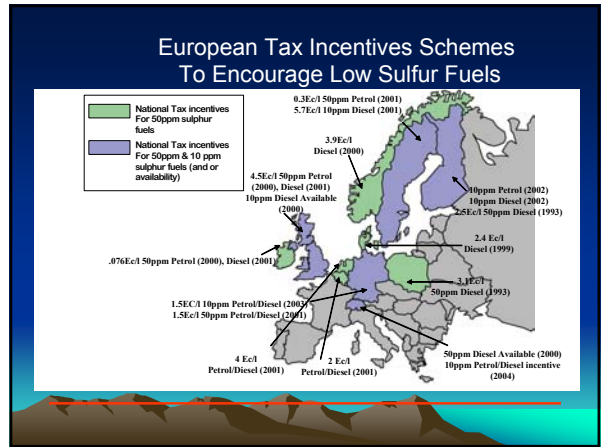 European Tax Incentives Schemes
To Encourage Low Sulfur Fuels
National Tax incentives
For 50ppm sulphur
fuels
National Tax incentives
For 50ppm & 10 ppm
sulphur fuels (and or
availability)
0.3Ec/l 50ppm Petrol (2001)
5.7Ec/l 10ppm Diesel (2001)
3.9Ec/l
Diesel (2000)
4.5Ec/l 50ppm Petrol
(2000), Diesel (2001)
10ppm Diesel Available
(2000)
10ppm Petrol (2002)
10ppm Diesel (2002)
2.5Ec/l 50ppm Diesel (1993)
2.4 Ec/l
Diesel (1999)
.076Ec/l 50ppm Petrol (2000), Diesel (2001)
3.1Ec/l
50ppm Diesel (1993)
1.5EC/l 10ppm Petrol/Diesel (2003)
1.5Ec/l 50ppm Petrol/Diesel (2001)
4 Ec/l
Petrol/Diesel (2001)
2 Ec/l
Petrol/Diesel (2001)
50ppm Diesel Available (2000)
10ppm Petrol/Diesel incentive
(2004)